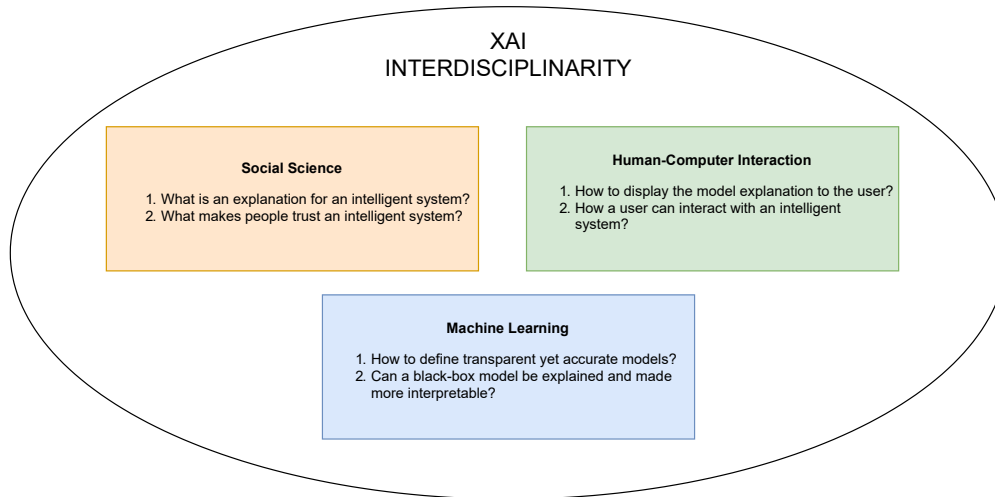 XAI
INTERDISCIPLINARITY
Social Science
1. What is an explanation for an intelligent system?
2. What makes people trust an intelligent system?
Human-Computer Interaction
1. How to display the model explanation to the user?
2. How a user can interact with an intelligent
system?
Machine Learning
1. How to define transparent yet accurate models?
2. Can a black-box model be explained and made
more interpretable?